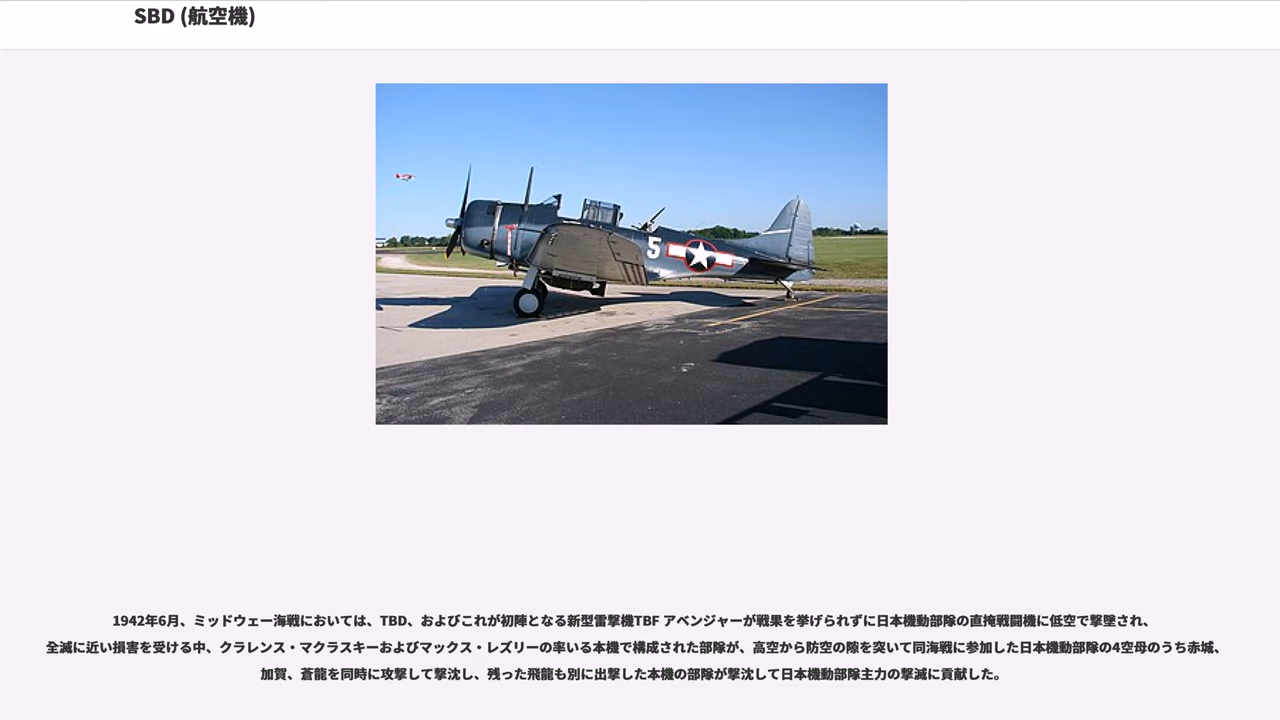 SBD (航空機)
5
1942年6月、ミッドウェー海戦においては、TBD、およびこれが初陣となる新型雷撃機TBF アベンジャーが戦果を挙げられずに日本機動部隊の直掩戦闘機に低空で撃墜され、
全滅に近い損害を受ける中、クラレンス・マクラスキーおよびマックス・レズリーの率いる本機で構成された部隊が、高空から防空の隙を突いて同海戦に参加した日本機動部隊の4空母のうち赤城、
加賀、蒼龍を同時に攻撃して撃沈し、残った飛龍も別に出撃した本機の部隊が撃沈して日本機動部隊主力の撃滅に貢献した。